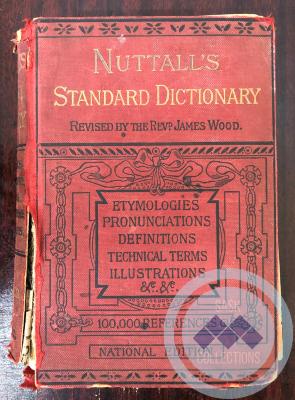 NUTTALL'S
STANDARD DICTIONARY
REVISED BY THE REVD. JAMES WOOD.
ETYMOLOGIES
PRONUNCIATIONS
DEFINITIONS
TECHNICAL TERMS
ILLUSTRATIONS
&c. &c.
100,000 REFERENCES
NATIONAL EDITION
COLLECTIONS